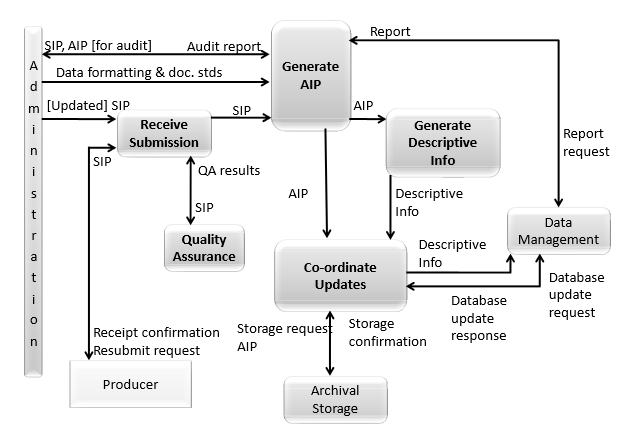 Report
SIP, AIP [for audit]
Audit report
Generate
AIP
Data formatting & doc. stds
[Updated] SIP
SIP
AIP
Receive
Submission
Generate
Descriptive
Info
Report
request
SIP
QA results
AIP
Descriptive
Info
SIP
Data
Management
Quality
Assurance
Co-ordinate
Updates
Descriptive
Info
Database
update
request
Database
update
response
Administration
Receipt confirmation
Resubmit request
Storage request
AIP
Storage
confirmation
Producer
Archival
Storage